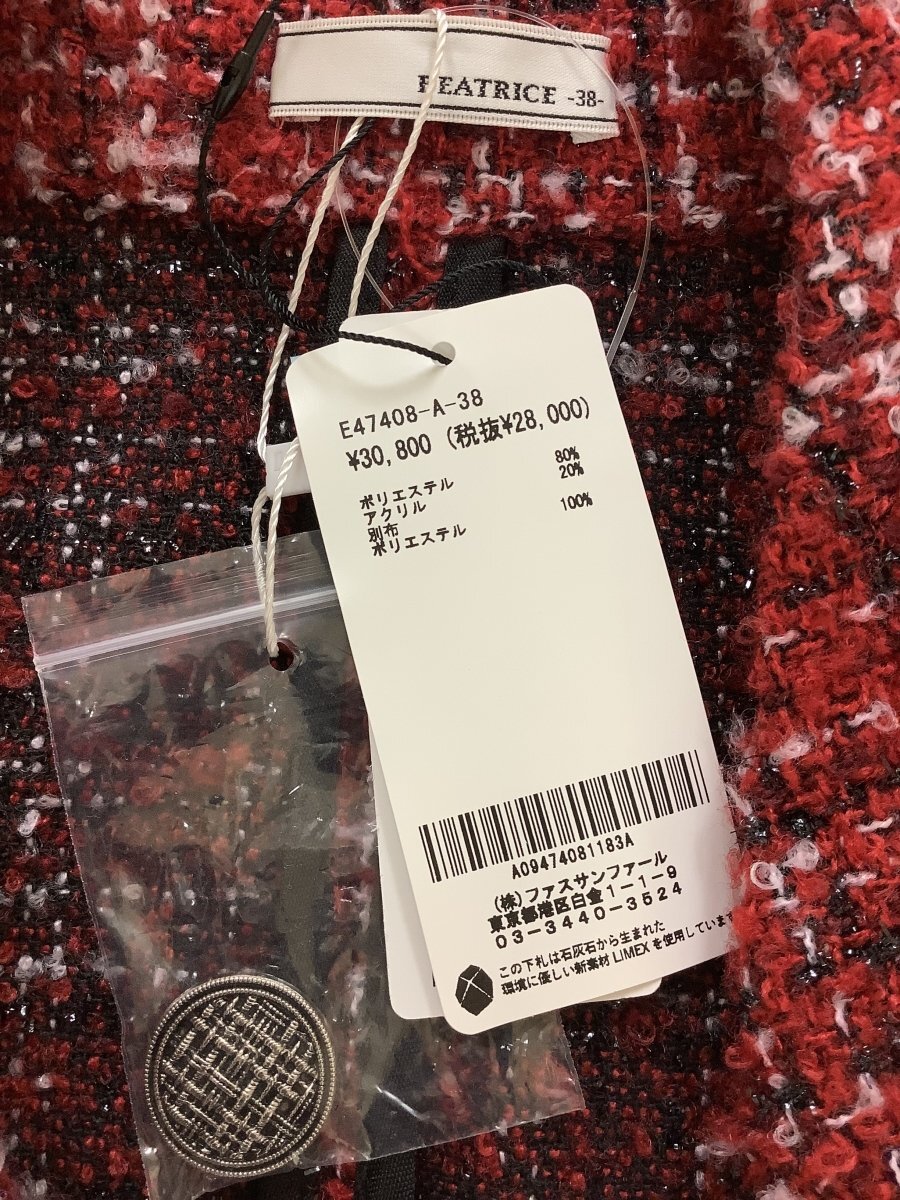 BEATRICE -38-
E47408-A-38
¥30,800 (税抜¥28,000)
ポリエステル 80%
アクリル 20%
別布
ポリエステル 100%
A09474081183A
(株)ファスサンファール
東京都港区白金1-1-9
03-3440-3524
この下札は石灰石から生まれた
環境に優しい新素材 LIMEX を使用しています